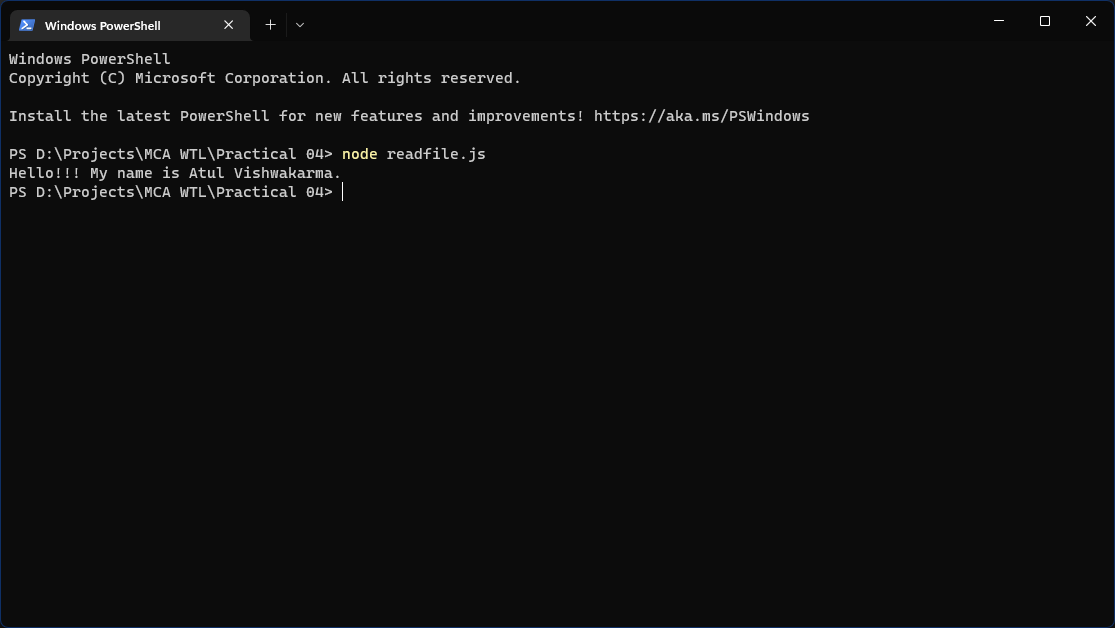 Windows PowerShell
Windows PowerShell
Copyright (C) Microsoft Corporation. All rights reserved.
Install the latest PowerShell for new features and improvements! https://aka.ms/PSWindows
PS D:\Projects\MCA WTL\Practical 04> node readfile.js
Hello!!! My name is Atul Vishwakarma.
PS D:\Projects\MCA WTL\Practical 04>